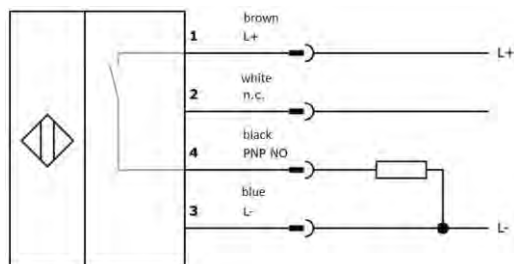 brown
1 L+
L+
white
2 n.c.
black
4 PNP NO
blue
3 L-
L-